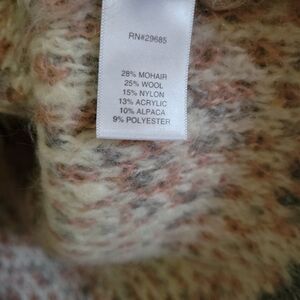 RN#29685
28% MOHAIR
25% WOOL
15% NYLON
13% ACRYLIC
10% ALPACA
9% POLYESTER